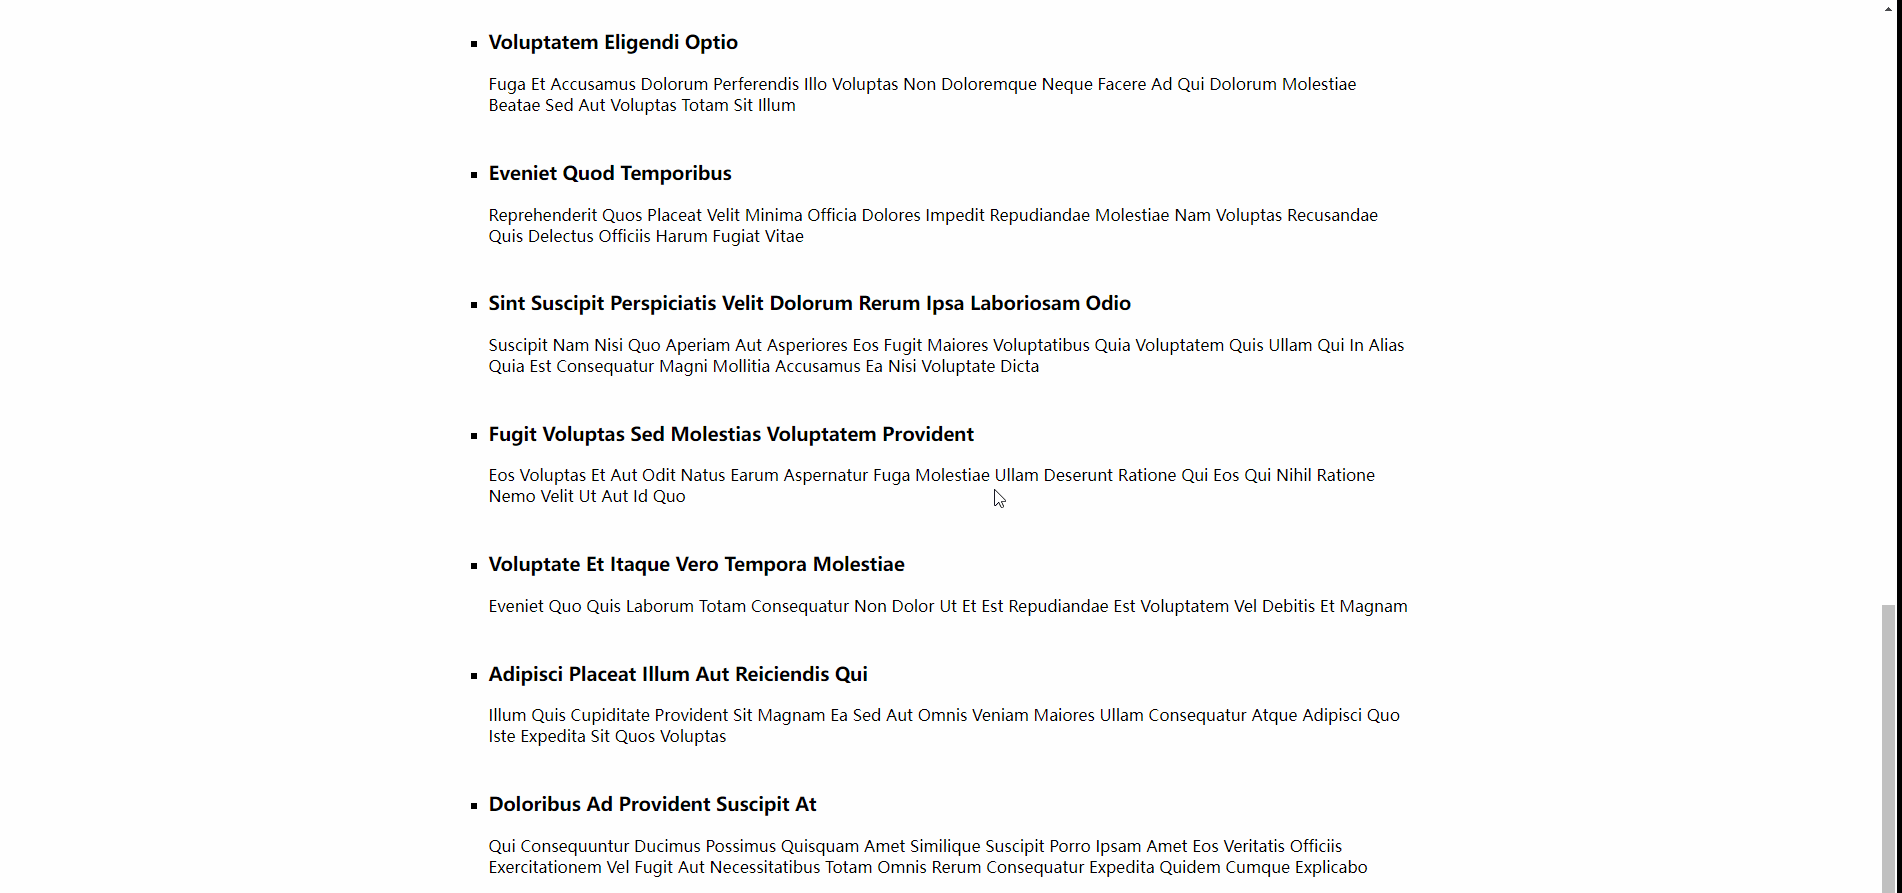 Voluptatem Eligendi Optio
Fuga Et Accusamus Dolorum Perferendis Illo Voluptas Non Doloremque Neque Facere Ad Qui Dolorum Molestiae
Beatae Sed Aut Voluptas Totam Sit Illum
Eveniet Quod Temporibus
Reprehenderit Quos Placeat Velit Minima Officia Dolores Impedit Repudiandae Molestiae Nam Voluptas Recusandae
Quis Delectus Officiis Harum Fugiat Vitae
Sint Suscipit Perspiciatis Velit Dolorum Rerum Ipsa Laboriosam Odio
Suscipit Nam Nisi Quo Aperiam Aut Asperiores Eos Fugit Maiores Voluptatibus Quia Voluptatem Quis Ullam Qui In Alias
Quia Est Consequatur Magni Mollitia Accusamus Ea Nisi Voluptate Dicta
Fugit Voluptas Sed Molestias Voluptatem Provident
Eos Voluptas Et Aut Odit Natus Earum Aspernatur Fuga Molestiae Ullam Deserunt Ratione Qui Eos Qui Nihil Ratione
Nemo Velit Ut Aut Id Quo
Voluptate Et Itaque Vero Tempora Molestiae
Eveniet Quo Quis Laborum Totam Consequatur Non Dolor Ut Et Est Repudiandae Est Voluptatem Vel Debitis Et Magnam
Adipisci Placeat Illum Aut Reiciendis Qui
Illum Quis Cupiditate Provident Sit Magnam Ea Sed Aut Omnis Veniam Maiores Ullam Consequatur Atque Adipisci Quo
Iste Expedita Sit Quos Voluptas
Doloribus Ad Provident Suscipit At
Qui Consequuntur Ducimus Possimus Quisquam Amet Similique Suscipit Porro Ipsam Amet Eos Veritatis Officiis
Exercitationem Vel Fugit Aut Necessitatibus Totam Omnis Rerum Consequatur Expedita Quidem Cumque Explicabo